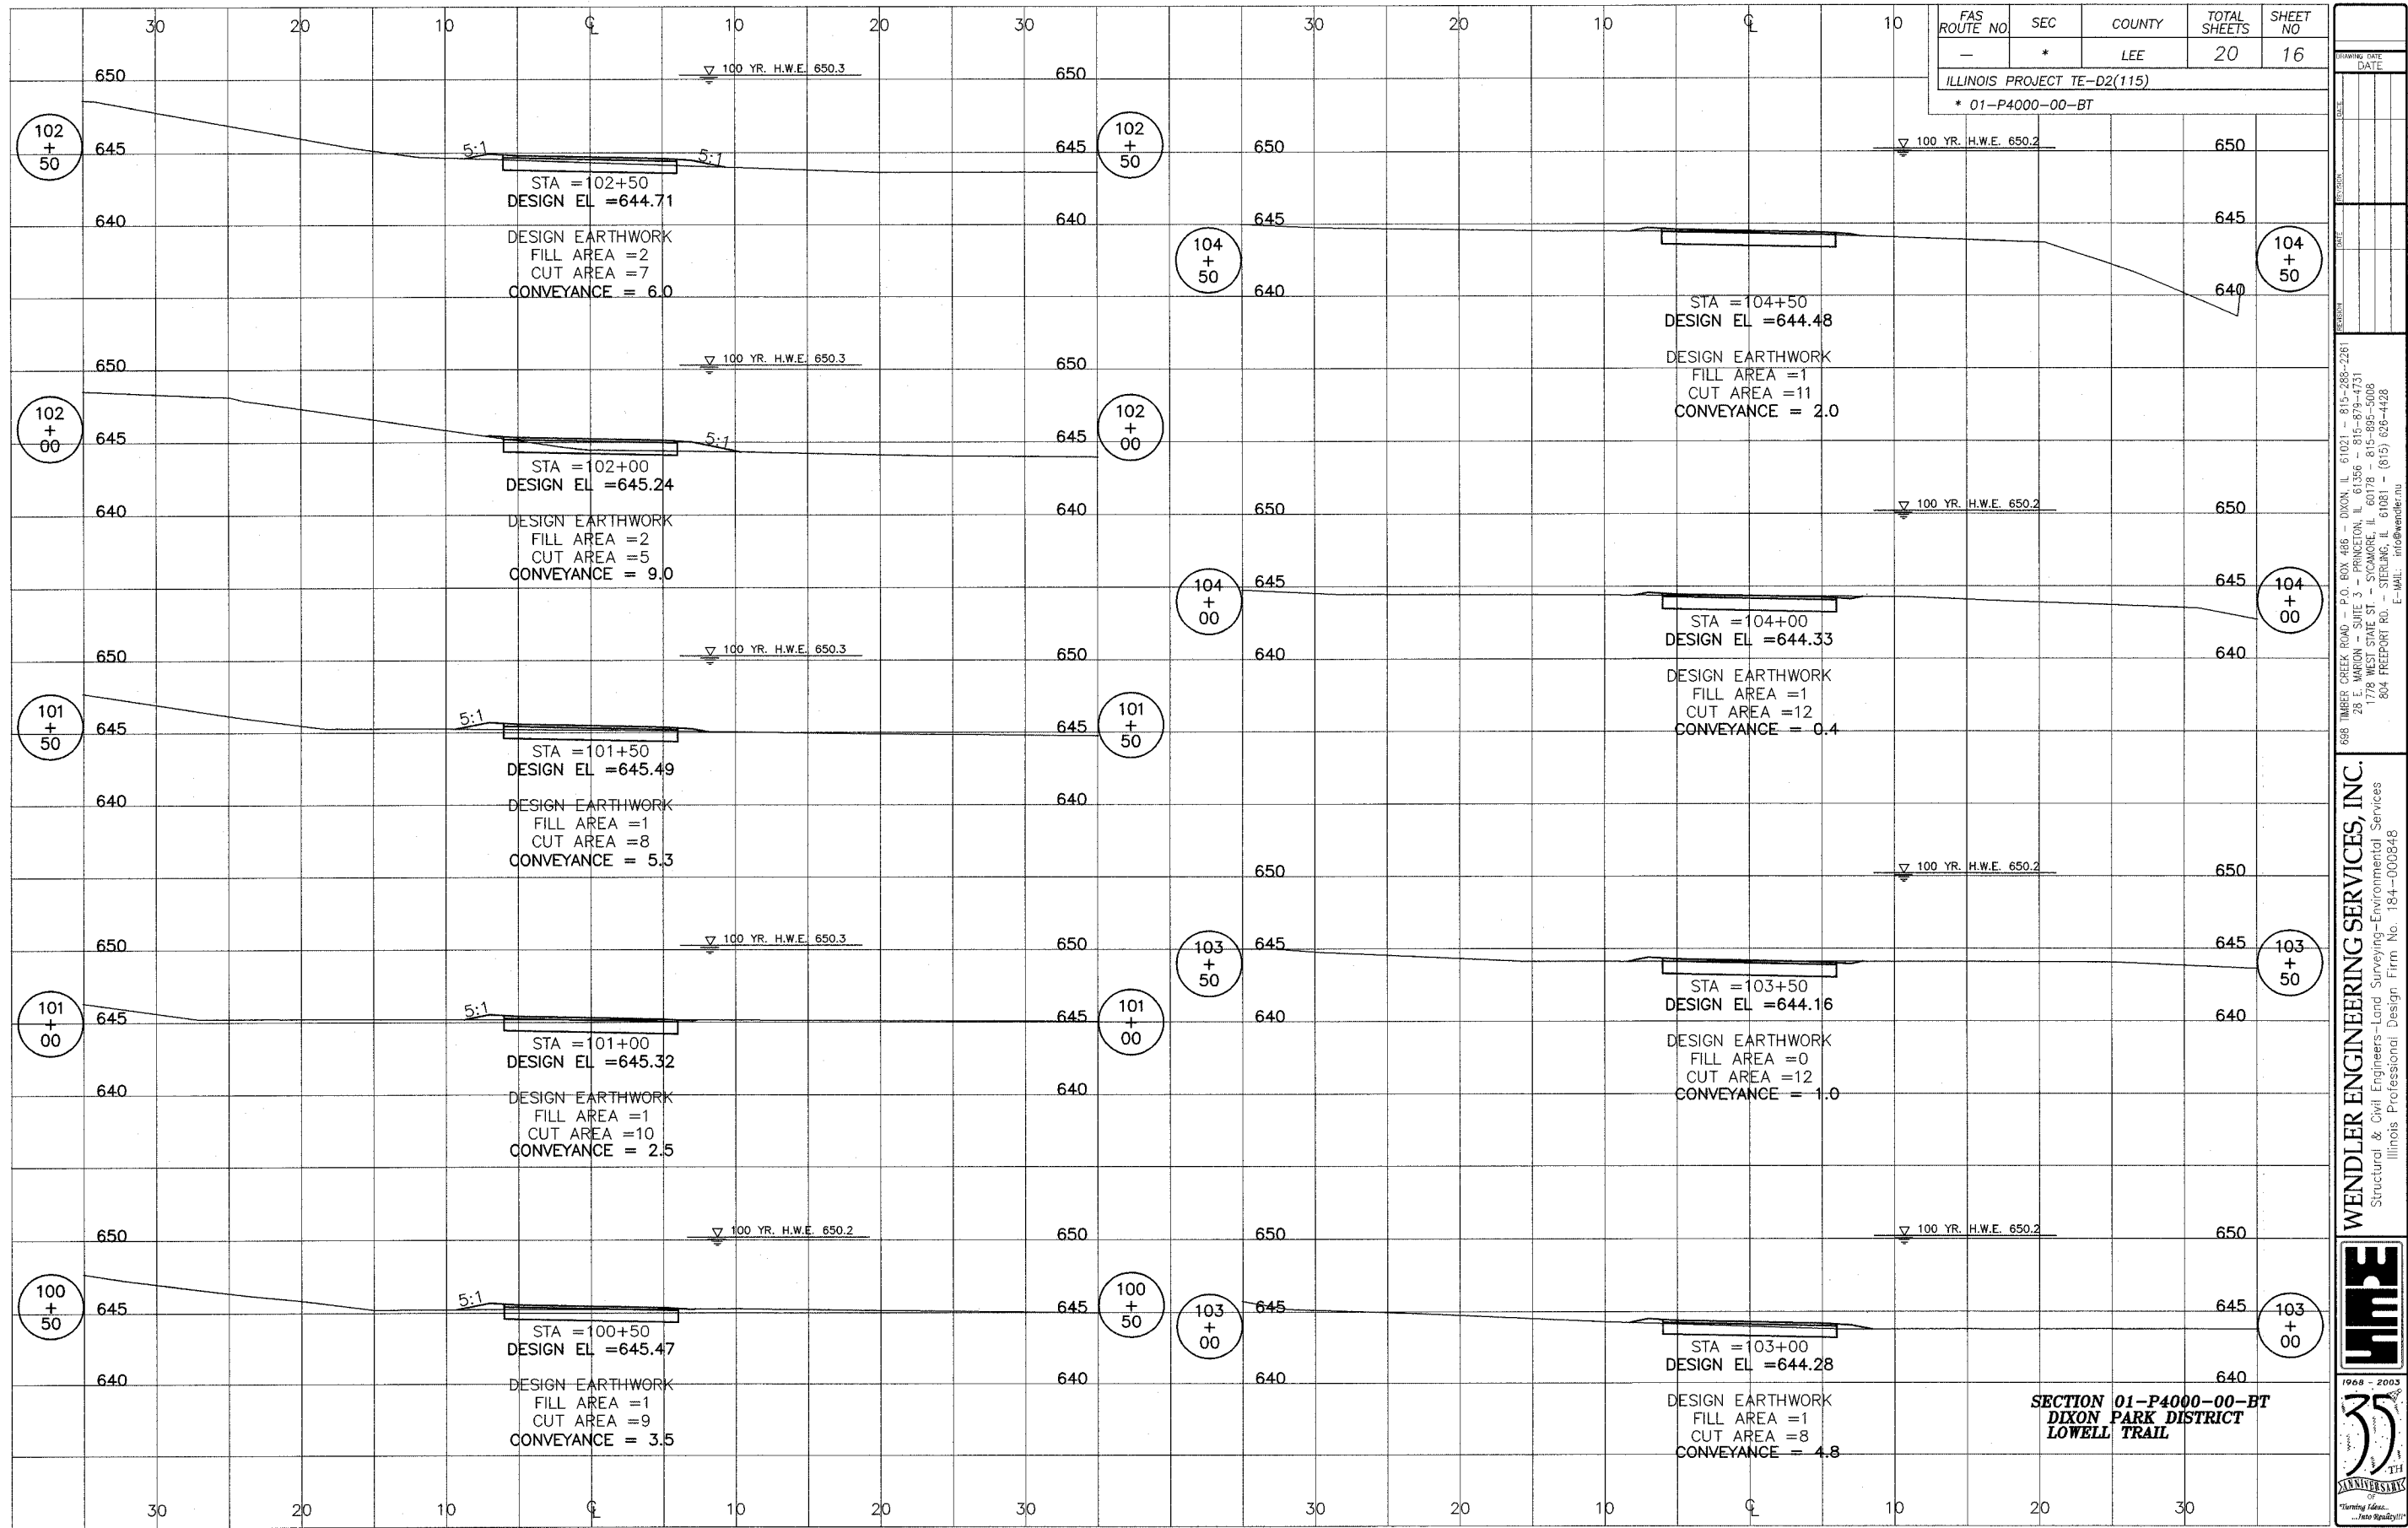 30 20 10 ℄ 10 20 30 30 20 10 ℄ 10
FAS ROUTE NO. SEC COUNTY TOTAL SHEETS SHEET NO
— * LEE 20 16
ILLINOIS PROJECT TE-D2(115)
* 01-P4000-00-BT
650 100 YR. H.W.E. 650.3 650
102 + 50 645 5:1 5:1 645 102 + 50
STA =102+50
DESIGN EL =644.71
640 640
DESIGN EARTHWORK
FILL AREA =2
CUT AREA =7
CONVEYANCE = 6.0
650 100 YR. H.W.E. 650.3 650
102 + 00 645 5:1 645 102 + 00
STA =102+00
DESIGN EL =645.24
640 640
DESIGN EARTHWORK
FILL AREA =2
CUT AREA =5
CONVEYANCE = 9.0
650 100 YR. H.W.E. 650.3 650
101 + 50 645 5:1 645 101 + 50
STA =101+50
DESIGN EL =645.49
640 640
DESIGN EARTHWORK
FILL AREA =1
CUT AREA =8
CONVEYANCE = 5.3
650 100 YR. H.W.E. 650.3 650
101 + 00 645 5:1 645 101 + 00
STA =101+00
DESIGN EL =645.32
640 640
DESIGN EARTHWORK
FILL AREA =1
CUT AREA =10
CONVEYANCE = 2.5
650 100 YR. H.W.E. 650.2 650
100 + 50 645 5:1 645 100 + 50
STA =100+50
DESIGN EL =645.47
640 640
DESIGN EARTHWORK
FILL AREA =1
CUT AREA =9
CONVEYANCE = 3.5
650 100 YR. H.W.E. 650.2 650
645 645
104 + 50 104 + 50
640 640
STA =104+50
DESIGN EL =644.48
DESIGN EARTHWORK
FILL AREA =1
CUT AREA =11
CONVEYANCE = 2.0
650 100 YR. H.W.E. 650.2 650
104 + 00 645 645 104 + 00
STA =104+00
DESIGN EL =644.33
640 640
DESIGN EARTHWORK
FILL AREA =1
CUT AREA =12
CONVEYANCE = 0.4
650 100 YR. H.W.E. 650.2 650
103 + 50 645 645 103 + 50
STA =103+50
DESIGN EL =644.16
640 640
DESIGN EARTHWORK
FILL AREA =0
CUT AREA =12
CONVEYANCE = 1.0
650 100 YR. H.W.E. 650.2 650
103 + 00 645 645 103 + 00
STA =103+00
DESIGN EL =644.28
640 640
DESIGN EARTHWORK
FILL AREA =1
CUT AREA =8
CONVEYANCE = 4.8
SECTION 01-P4000-00-BT
DIXON PARK DISTRICT
LOWELL TRAIL
30 20 10 ℄ 10 20 30 30 20 10 ℄ 10 20 30
DRAWING DATE
DATE
REVISION DATE
REVISION DATE
698 TIMBER CREEK ROAD - P.O. BOX 486 - DIXON, IL 61021 - 815-288-2261
28 E. MARION - SUITE 3 - PRINCETON, IL 61356 - 815-879-4731
1778 WEST STATE ST. - SYCAMORE, IL 60178 - 815-895-5008
804 FREEPORT RD. - STERLING, IL 61081 - (815) 626-4428
E-MAIL: info@wendler.nu
WENDLER ENGINEERING SERVICES, INC.
Structural & Civil Engineers-Land Surveying-Environmental Services
Illinois Professional Design Firm No. 184-000848
1968 - 2003
35TH
ANNIVERSARY
OF
"Turning Ideas...
...Into Reality!!!"